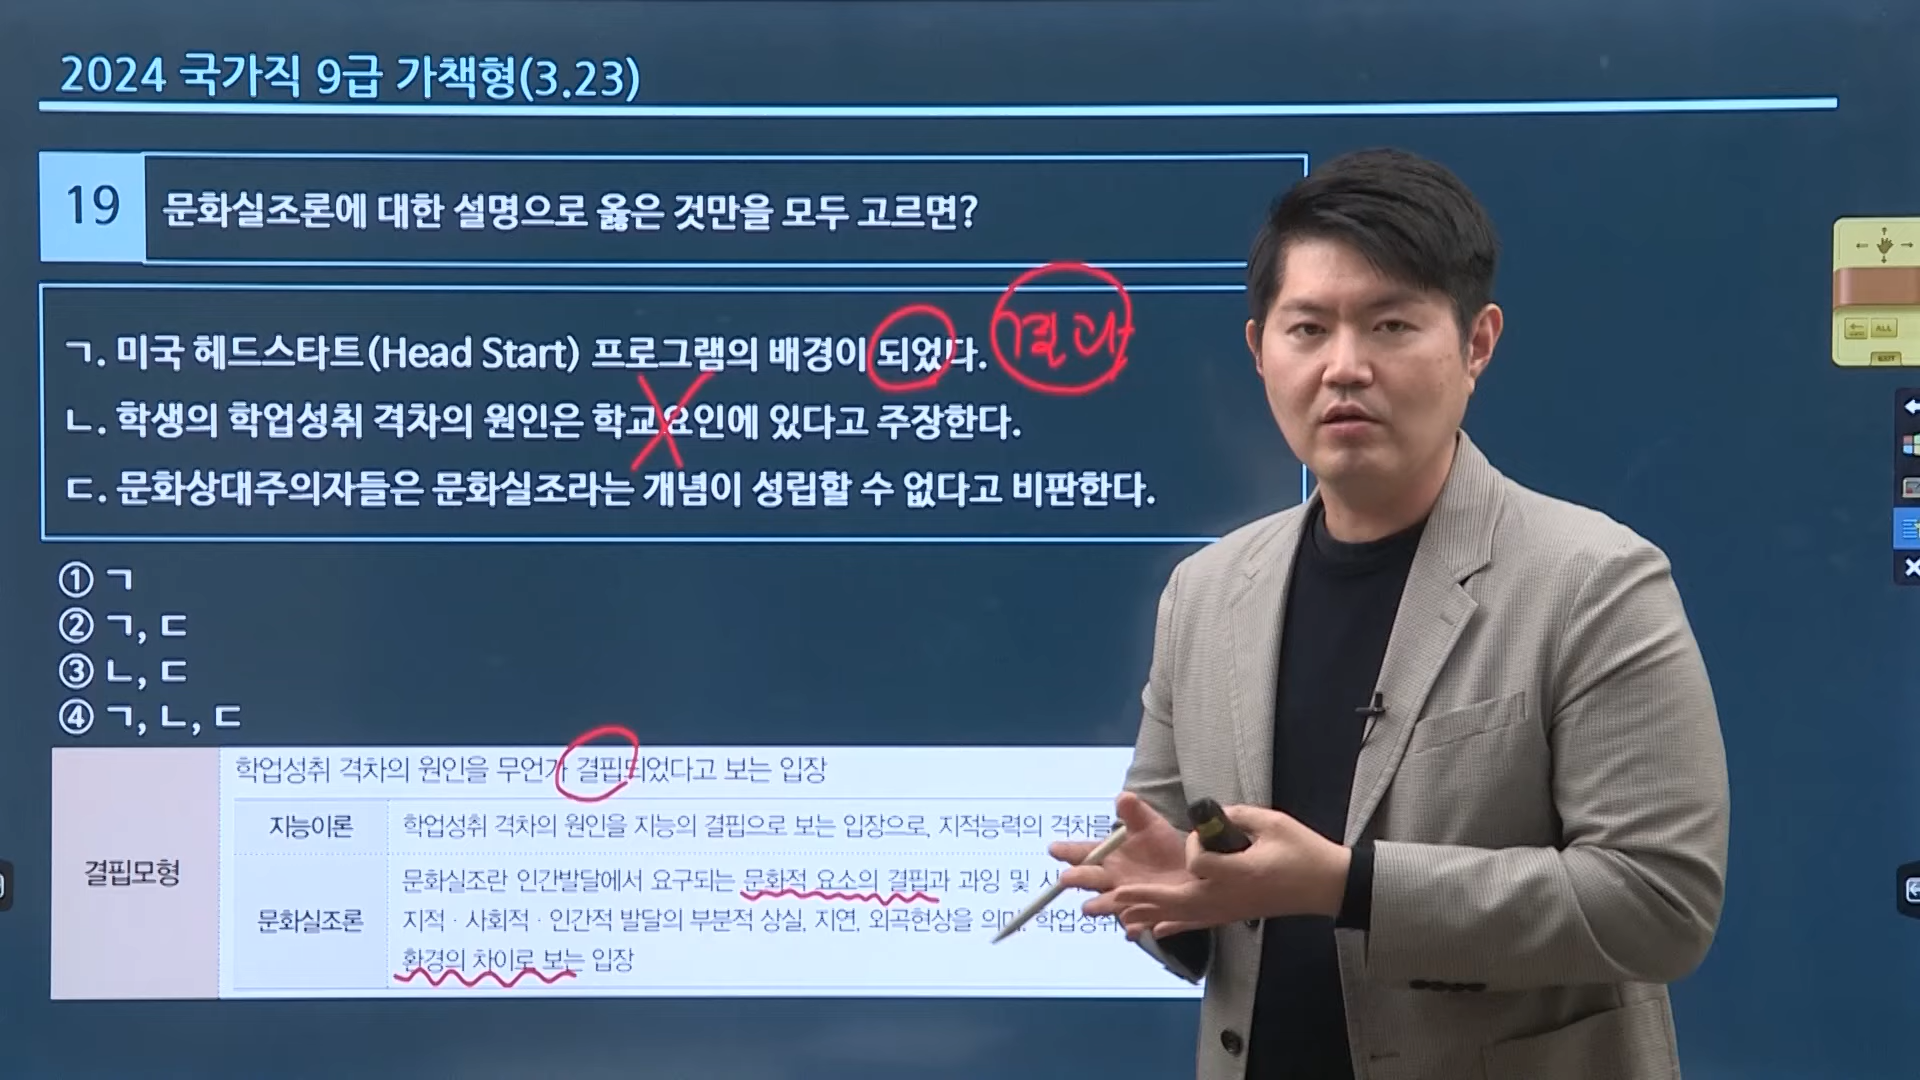 2024 국가직 9급 가책형(3.23)
19 문화실조론에 대한 설명으로 옳은 것만을 모두 고르면?
ㄱ. 미국 헤드스타트(Head Start) 프로그램의 배경이 되었다. 결과
ㄴ. 학생의 학업성취 격차의 원인은 학교요인에 있다고 주장한다.
ㄷ. 문화상대주의자들은 문화실조라는 개념이 성립할 수 없다고 비판한다.
① ㄱ
② ㄱ, ㄷ
③ ㄴ, ㄷ
④ ㄱ, ㄴ, ㄷ
결핍모형
학업성취 격차의 원인을 무언가 결핍되었다고 보는 입장
지능이론
학업성취 격차의 원인을 지능의 결핍으로 보는 입장으로, 지적능력의 격차를
문화실조론
문화실조란 인간발달에서 요구되는 문화적 요소의 결핍과 과잉 및
지적·사회적·인간적 발달의 부분적 상실, 지연, 외곡현상을 학업성취
환경의 차이로 보는 입장
ALL
EXIT